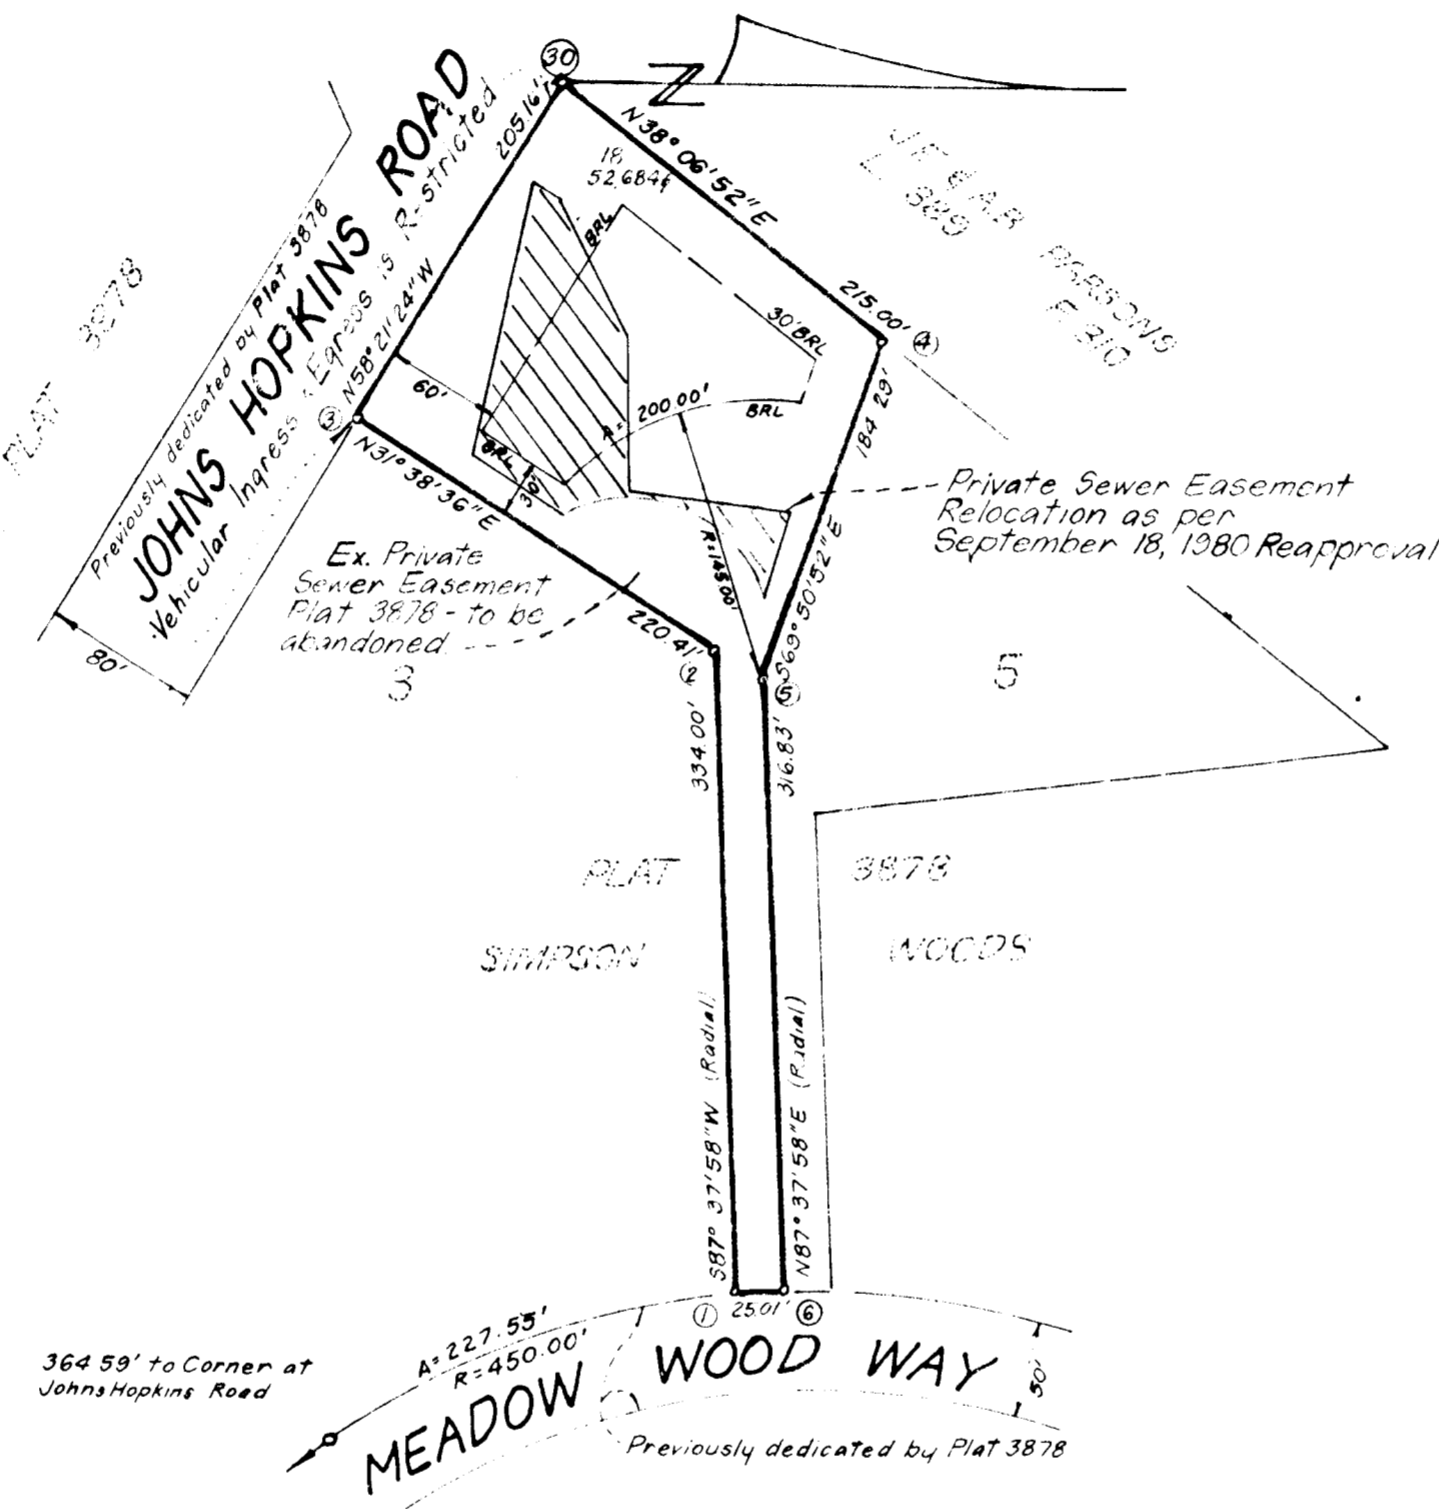 30
N
205.16'
N58° 21' 24" W
N38° 06' 52" E
215.00'
18
52,684
JOHNS HOPKINS ROAD
Vehicular Ingress & Egress is R-stricted
Previously dedicated by Plat 3878
PLAT 3878
80'
J.F. & A.R. PARSONS
L. 389 F. 310
BRL
30' BRL
BRL
BRL
60'
30'
A= 200.00'
R=145.00'
3
4
N31° 38' 36" E
220.41'
184 29'
S69° 50' 52" E
Private Sewer Easement
Relocation as per
September 18, 1980 Reapproval
Ex. Private
Sewer Easement
Plat 3878 - to be
abandoned
3
2
5
5
334.00'
316.83'
PLAT 3878
SIMPSON WOODS
S87° 37' 58" W (Radial)
N87° 37' 58" E (Radial)
1
25.01'
6
A= 227.55'
R=450.00'
364 59' to Corner at
Johns Hopkins Road
MEADOW WOOD WAY
50'
Previously dedicated by Plat 3878